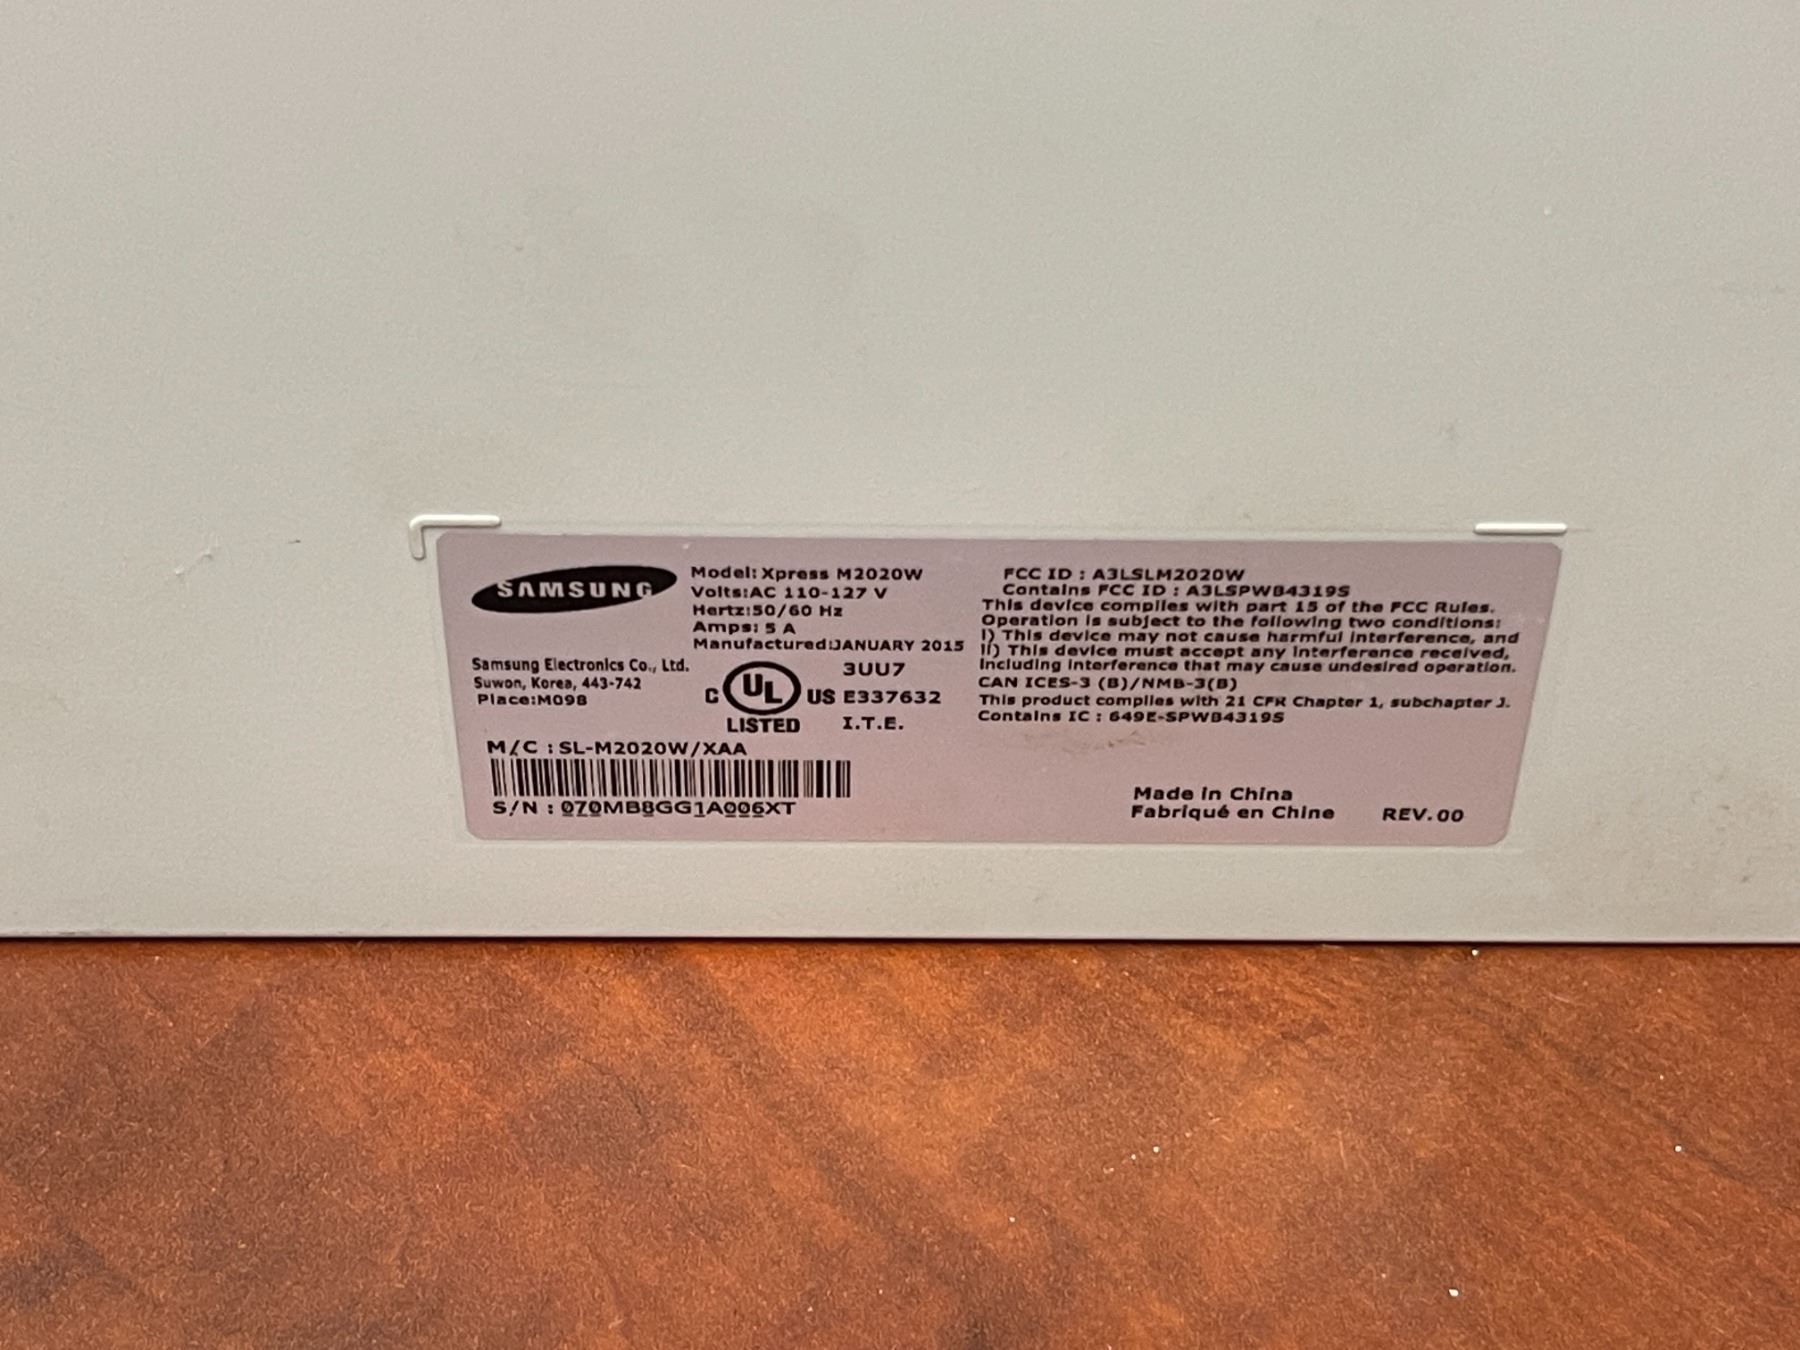 SAMSUNG
Model: Xpress M2020W
Volts:AC 110-127 V
Hertz:50/60 Hz
Amps: 5 A
Manufactured:JANUARY 2015
Samsung Electronics Co., Ltd.
Suwon, Korea, 443-742
Place:M098
C UL US
LISTED
3UU7
E337632
I.T.E.
M/C : SL-M2020W/XAA
S/N : 070MB8GG1A006XT
FCC ID : A3LSLM2020W
Contains FCC ID : A3LSPWB4319S
This device complies with part 15 of the FCC Rules.
Operation is subject to the following two conditions:
I) This device may not cause harmful interference, and
II) This device must accept any interference received,
including interference that may cause undesired operation.
CAN ICES-3 (B)/NMB-3(B)
This product complies with 21 CFR Chapter 1, subchapter J.
Contains IC : 649E-SPWB4319S
Made in China
Fabriqué en Chine
REV. 00